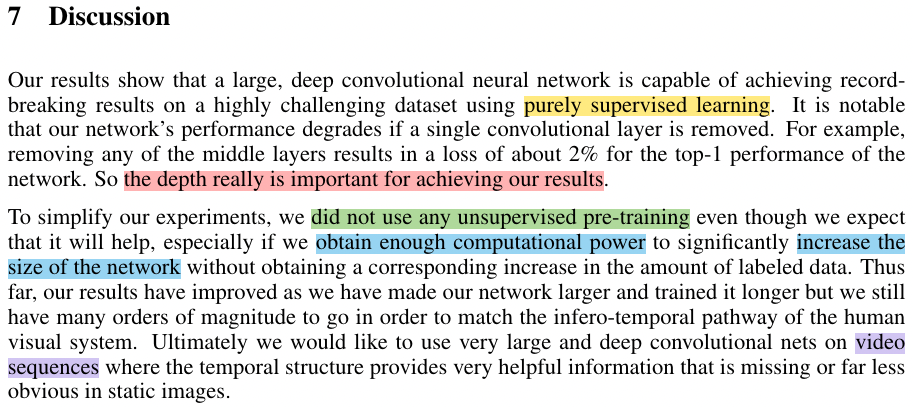 7 Discussion
Our results show that a large, deep convolutional neural network is capable of achieving record-
breaking results on a highly challenging dataset using purely supervised learning. It is notable
that our network's performance degrades if a single convolutional layer is removed. For example,
removing any of the middle layers results in a loss of about 2% for the top-1 performance of the
network. So the depth really is important for achieving our results.
To simplify our experiments, we did not use any unsupervised pre-training even though we expect
that it will help, especially if we obtain enough computational power to significantly increase the
size of the network without obtaining a corresponding increase in the amount of labeled data. Thus
far, our results have improved as we have made our network larger and trained it longer but we still
have many orders of magnitude to go in order to match the infero-temporal pathway of the human
visual system. Ultimately we would like to use very large and deep convolutional nets on video
sequences where the temporal structure provides very helpful information that is missing or far less
obvious in static images.